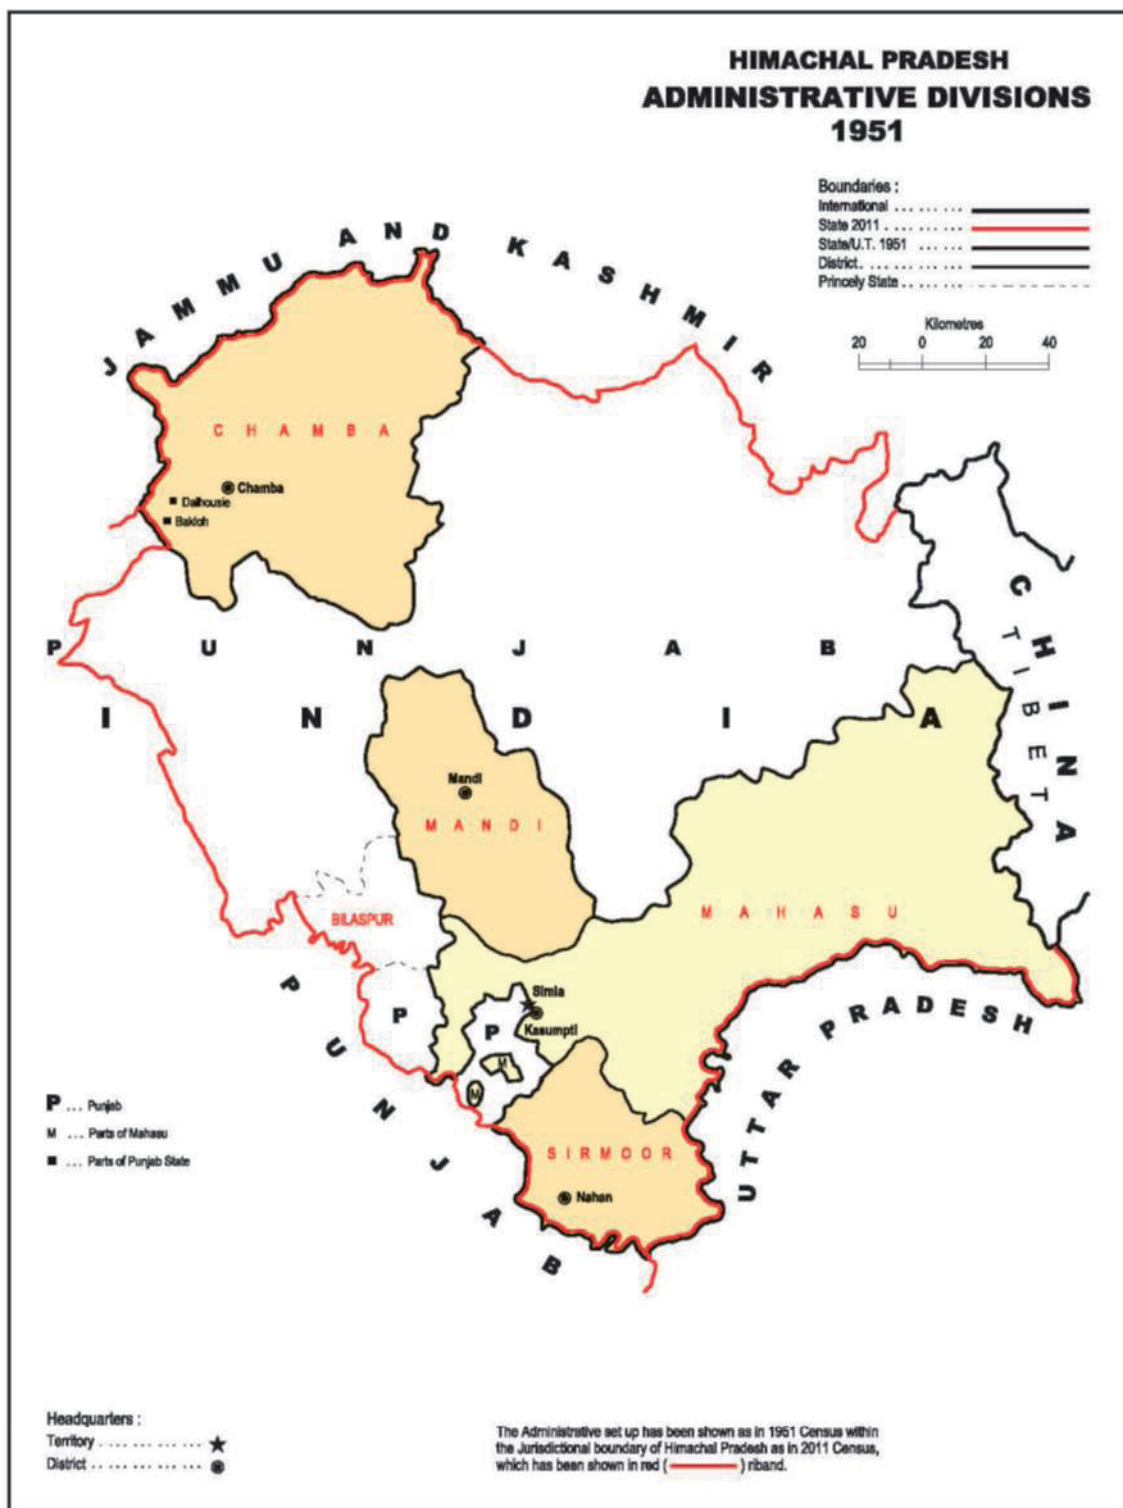 HIMACHAL PRADESH
ADMINISTRATIVE DIVISIONS
1951
Boundaries :
International .. ... ... ...
State 2011 . ... ... ... ...
State/U.T. 1951 ... ... ...
District. ... ... ... ... ...
Princely State .. ... ... ...
Kilometres
20 0 20 40
JAMMU AND KASHMIR
CHAMBA
Chamba
Dalhousie
Bakloh
PUNJAB
INDIA
CHINA
TIBET
Mandi
MANDI
BILASPUR
MAHASU
P
Simla
P
Kasumpti
M
M
UTTAR PRADESH
PUNJAB
SIRMOOR
Nahan
P ... Punjab
M ... Parts of Mahasu
■ ... Parts of Punjab State
Headquarters :
Territory . ... ... ... ... ★
District .. ... ... ... ...
The Administrative set up has been shown as in 1951 Census within
the Jurisdictional boundary of Himachal Pradesh as in 2011 Census,
which has been shown in red ( ) riband.